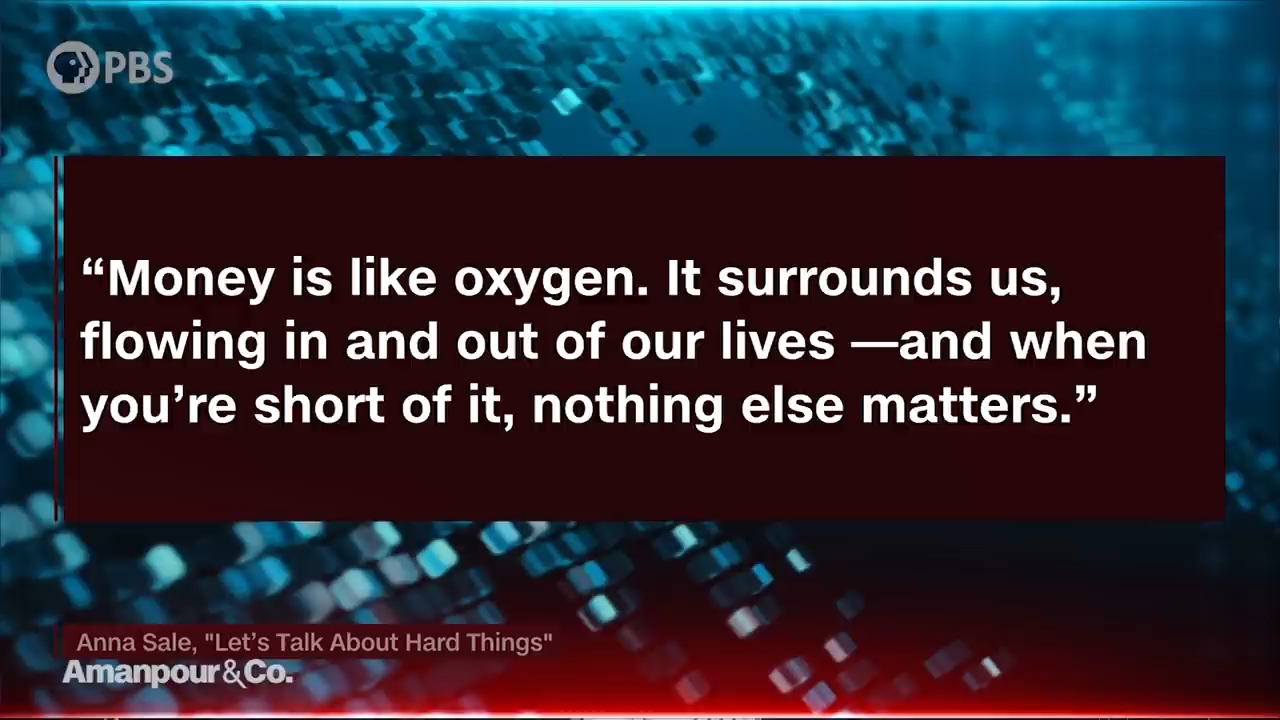 PBS
“Money is like oxygen. It surrounds us,
flowing in and out of our lives —and when
you’re short of it, nothing else matters.”
Anna Sale, "Let’s Talk About Hard Things"
Amanpour&Co.